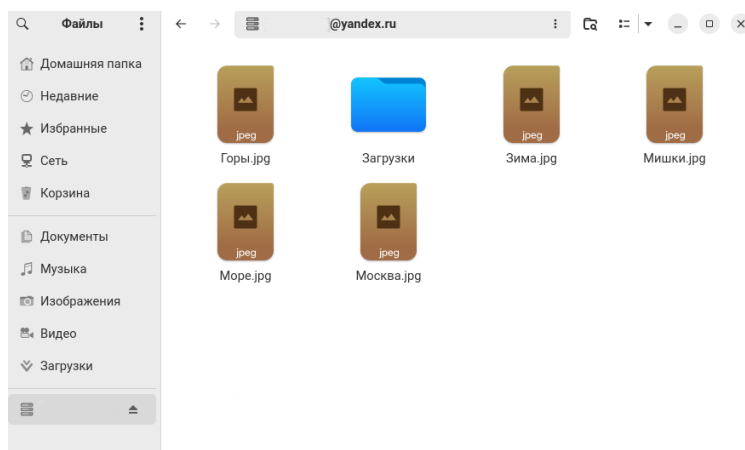 Файлы
@yandex.ru
Домашняя папка
Недавние
Избранные
Сеть
Корзина
Документы
Музыка
Изображения
Видео
Загрузки
jpeg
Горы.jpg
Загрузки
jpeg
Зима.jpg
jpeg
Мишки.jpg
jpeg
Море.jpg
jpeg
Москва.jpg